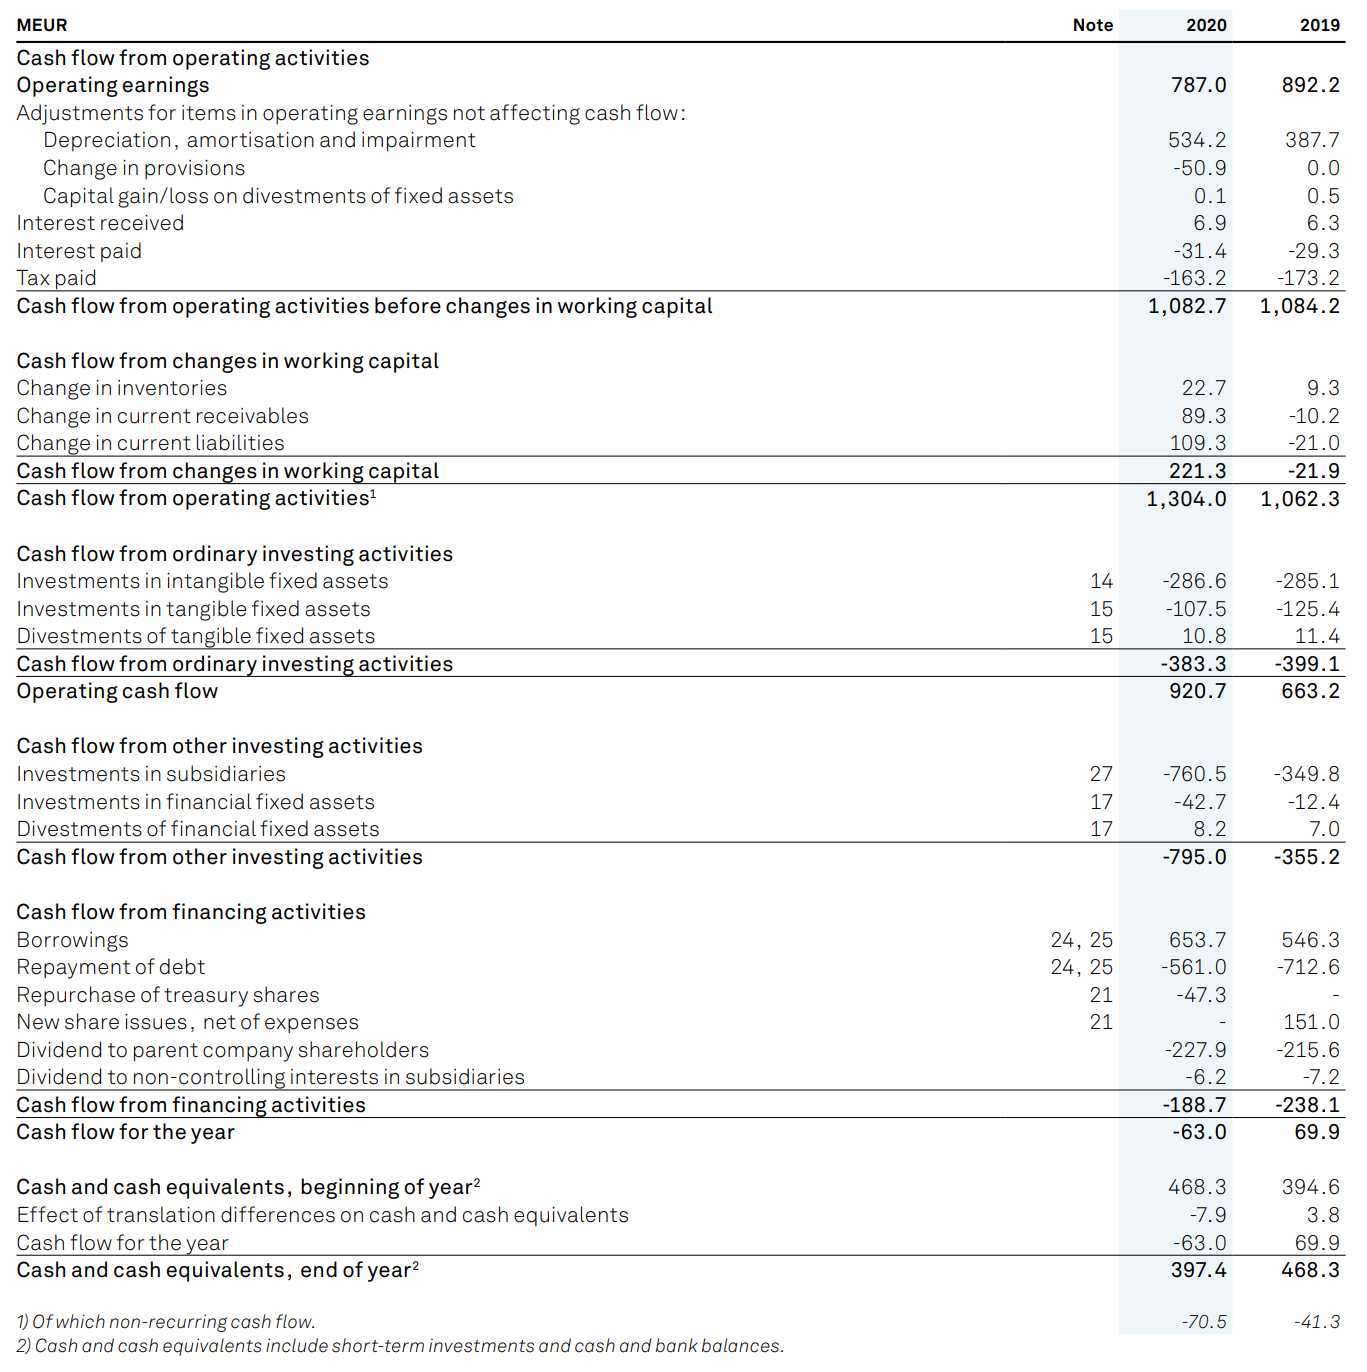 MEUR Note 2020 2019
Cash flow from operating activities
Operating earnings 787.0 892.2
Adjustments for items in operating earnings not affecting cash flow:
Depreciation, amortisation and impairment 534.2 387.7
Change in provisions -50.9 0.0
Capital gain/loss on divestments of fixed assets 0.1 0.5
Interest received 6.9 6.3
Interest paid -31.4 -29.3
Tax paid -163.2 -173.2
Cash flow from operating activities before changes in working capital 1,082.7 1,084.2
Cash flow from changes in working capital
Change in inventories 22.7 9.3
Change in current receivables 89.3 -10.2
Change in current liabilities 109.3 -21.0
Cash flow from changes in working capital 221.3 -21.9
Cash flow from operating activities¹ 1,304.0 1,062.3
Cash flow from ordinary investing activities
Investments in intangible fixed assets 14 -286.6 -285.1
Investments in tangible fixed assets 15 -107.5 -125.4
Divestments of tangible fixed assets 15 10.8 11.4
Cash flow from ordinary investing activities -383.3 -399.1
Operating cash flow 920.7 663.2
Cash flow from other investing activities
Investments in subsidiaries 27 -760.5 -349.8
Investments in financial fixed assets 17 -42.7 -12.4
Divestments of financial fixed assets 17 8.2 7.0
Cash flow from other investing activities -795.0 -355.2
Cash flow from financing activities
Borrowings 24, 25 653.7 546.3
Repayment of debt 24, 25 -561.0 -712.6
Repurchase of treasury shares 21 -47.3 -
New share issues, net of expenses 21 - 151.0
Dividend to parent company shareholders -227.9 -215.6
Dividend to non-controlling interests in subsidiaries -6.2 -7.2
Cash flow from financing activities -188.7 -238.1
Cash flow for the year -63.0 69.9
Cash and cash equivalents, beginning of year² 468.3 394.6
Effect of translation differences on cash and cash equivalents -7.9 3.8
Cash flow for the year -63.0 69.9
Cash and cash equivalents, end of year² 397.4 468.3
1) Of which non-recurring cash flow. -70.5 -41.3
2) Cash and cash equivalents include short-term investments and cash and bank balances.